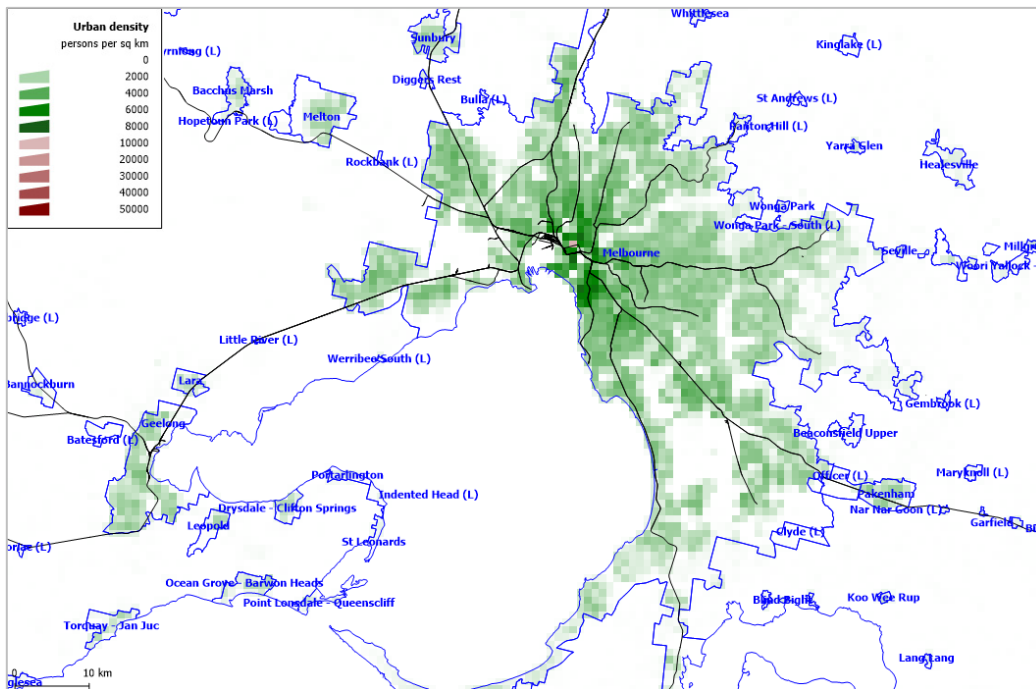 Urban density
persons per sq km
0
2000
4000
6000
8000
10000
20000
30000
40000
50000
Whittlesea
Sunbury
Kinglake (L)
Diggers Rest
Bacchus Marsh
Bulla (L)
St Andrews (L)
Melton
Hopetoun Park (L)
Panton Hill (L)
Yarra Glen
Rockbank (L)
Healesville
Wonga Park
Wonga Park - South (L)
Seville
Melbourne
Woori Yallock -
Little River (L)
Werribee South (L)
Lara
Bannockburn
Gembrook (L)
Geelong
Batesford (L)
Beaconsfield Upper
Portarlington
Officer (L)
Maryknoll (L)
Indented Head (L)
Pakenham
Drysdale - Clifton Springs
Nar Nar Goon (L)
Leopold
Garfield
Clyde (L)
St Leonards
Ocean Grove - Barwon Heads
Point Lonsdale - Queenscliff
Koo Wee Rup
Torquay - Jan Juc
Lang Lang
0 10 km